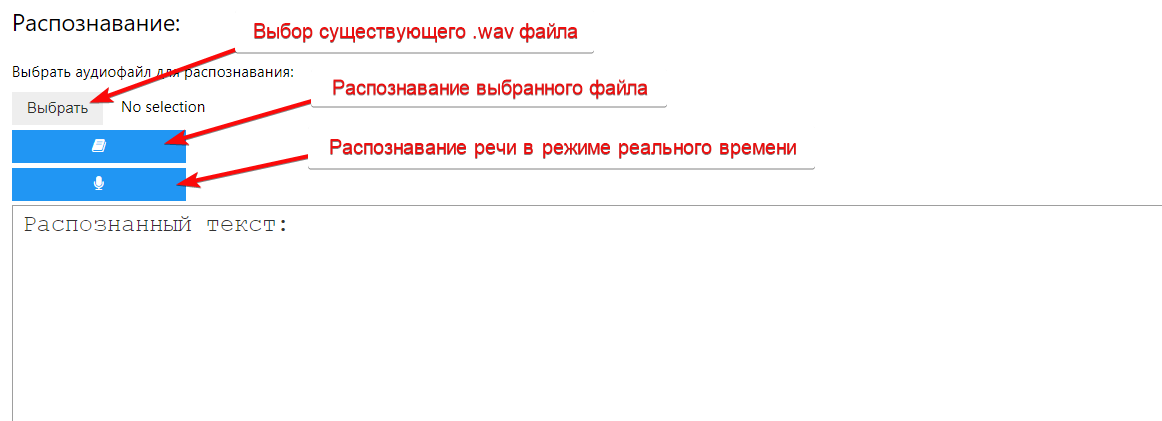 Распознавание:
Выбор существующего .wav файла
Выбрать аудиофайл для распознавания:
Распознавание выбранного файла
Выбрать No selection
Распознавание речи в режиме реального времени
Распознанный текст: